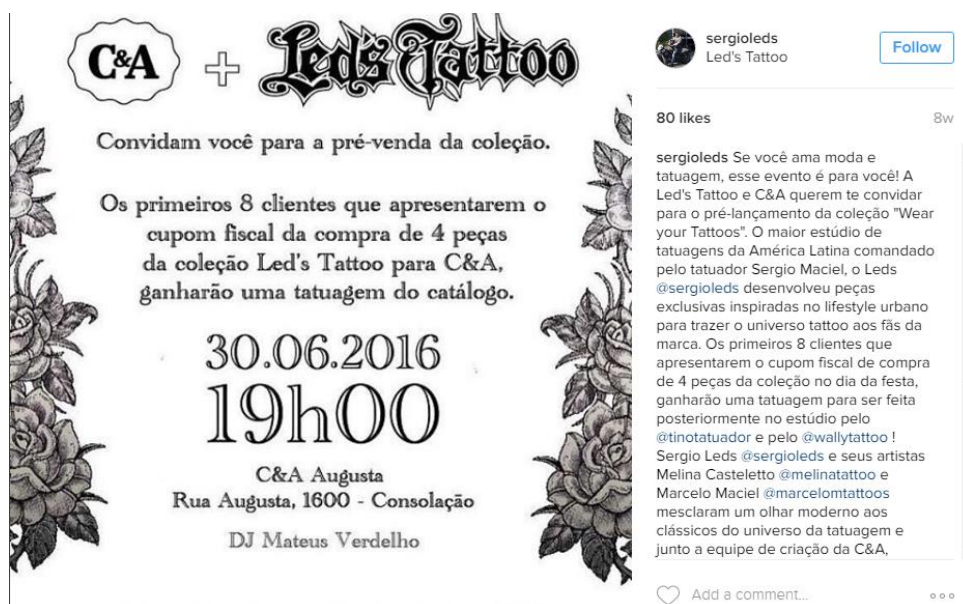 C&A + Led's Tattoo
Convidam você para a pré-venda da coleção.
Os primeiros 8 clientes que apresentarem o
cupom fiscal da compra de 4 peças
da coleção Led's Tattoo para C&A,
ganharão uma tatuagem do catálogo.
30.06.2016
19h00
C&A Augusta
Rua Augusta, 1600 - Consolação
DJ Mateus Verdelho
sergioleds
Led's Tattoo
Follow
80 likes
8w
sergioleds Se você ama moda e
tatuagem, esse evento é para você! A
Led's Tattoo e C&A querem te convidar
para o pré-lançamento da coleção "Wear
your Tattoos". O maior estúdio de
tatuagens da América Latina comandado
pelo tatuador Sergio Maciel, o Leds
@sergioleds desenvolveu peças
exclusivas inspiradas no lifestyle urbano
para trazer o universo tattoo aos fãs da
marca. Os primeiros 8 clientes que
apresentarem o cupom fiscal de compra
de 4 peças da coleção no dia da festa,
ganharão uma tatuagem para ser feita
posteriormente no estúdio pelo
@tinotatuador e pelo @wallytattoo !
Sergio Leds @sergioleds e seus artistas
Melina Casteletto @melinatattoo e
Marcelo Maciel @marcelomtattoos
mesclaram um olhar moderno aos
clássicos do universo da tatuagem e
junto a equipe de criação da C&A,
Add a comment...